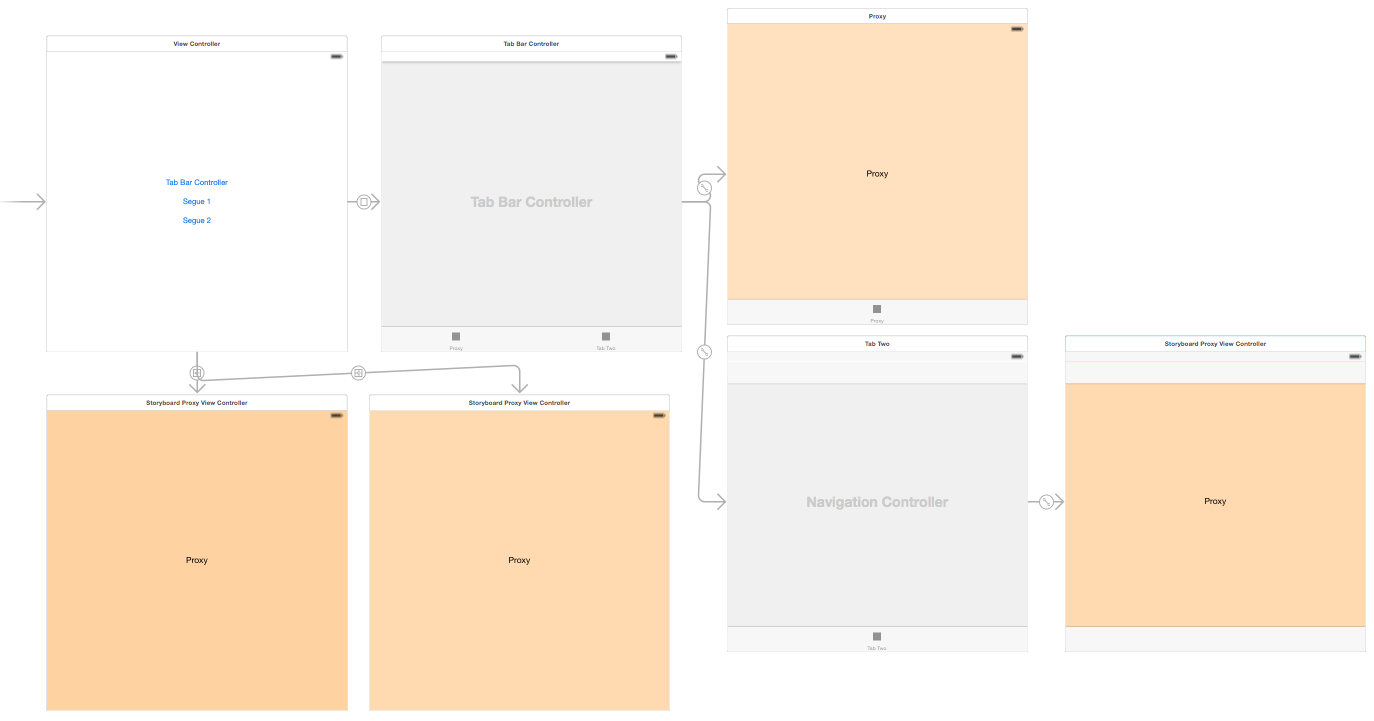 View Controller
Tab Bar Controller
Segue 1
Segue 2
Tab Bar Controller
Tab Bar Controller
Proxy
Tab Two
Proxy
Proxy
Proxy
Tab Two
Navigation Controller
Tab Two
Storyboard Proxy View Controller
Proxy
Storyboard Proxy View Controller
Proxy
Storyboard Proxy View Controller
Proxy